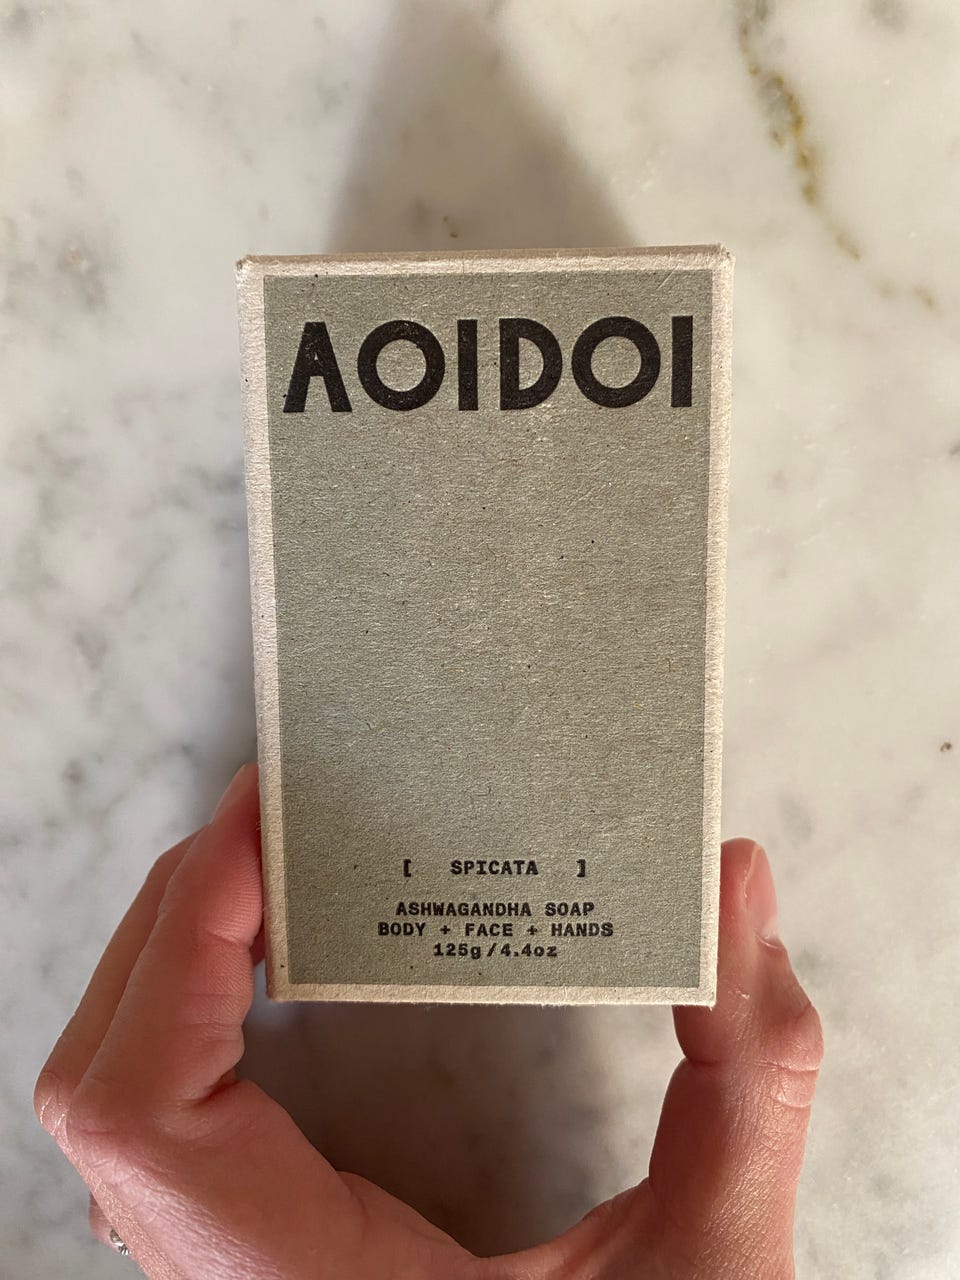 AOIDOI
[ SPICATA ]
ASHWAGANDHA SOAP
BODY + FACE + HANDS
125g/4.4oz